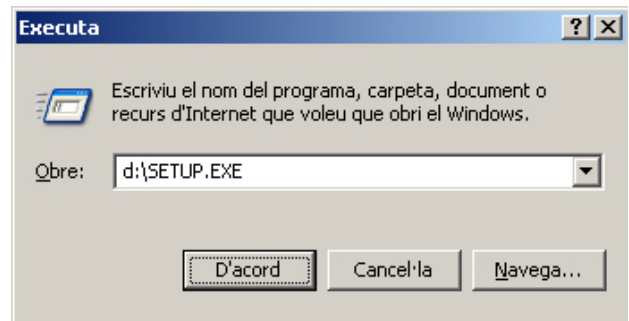 Executa
Escriviu el nom del programa, carpeta, document o
recurs d'Internet que voleu que obri el Windows.
Obre: d:\SETUP.EXE
D'acord Cancel·la Navega...